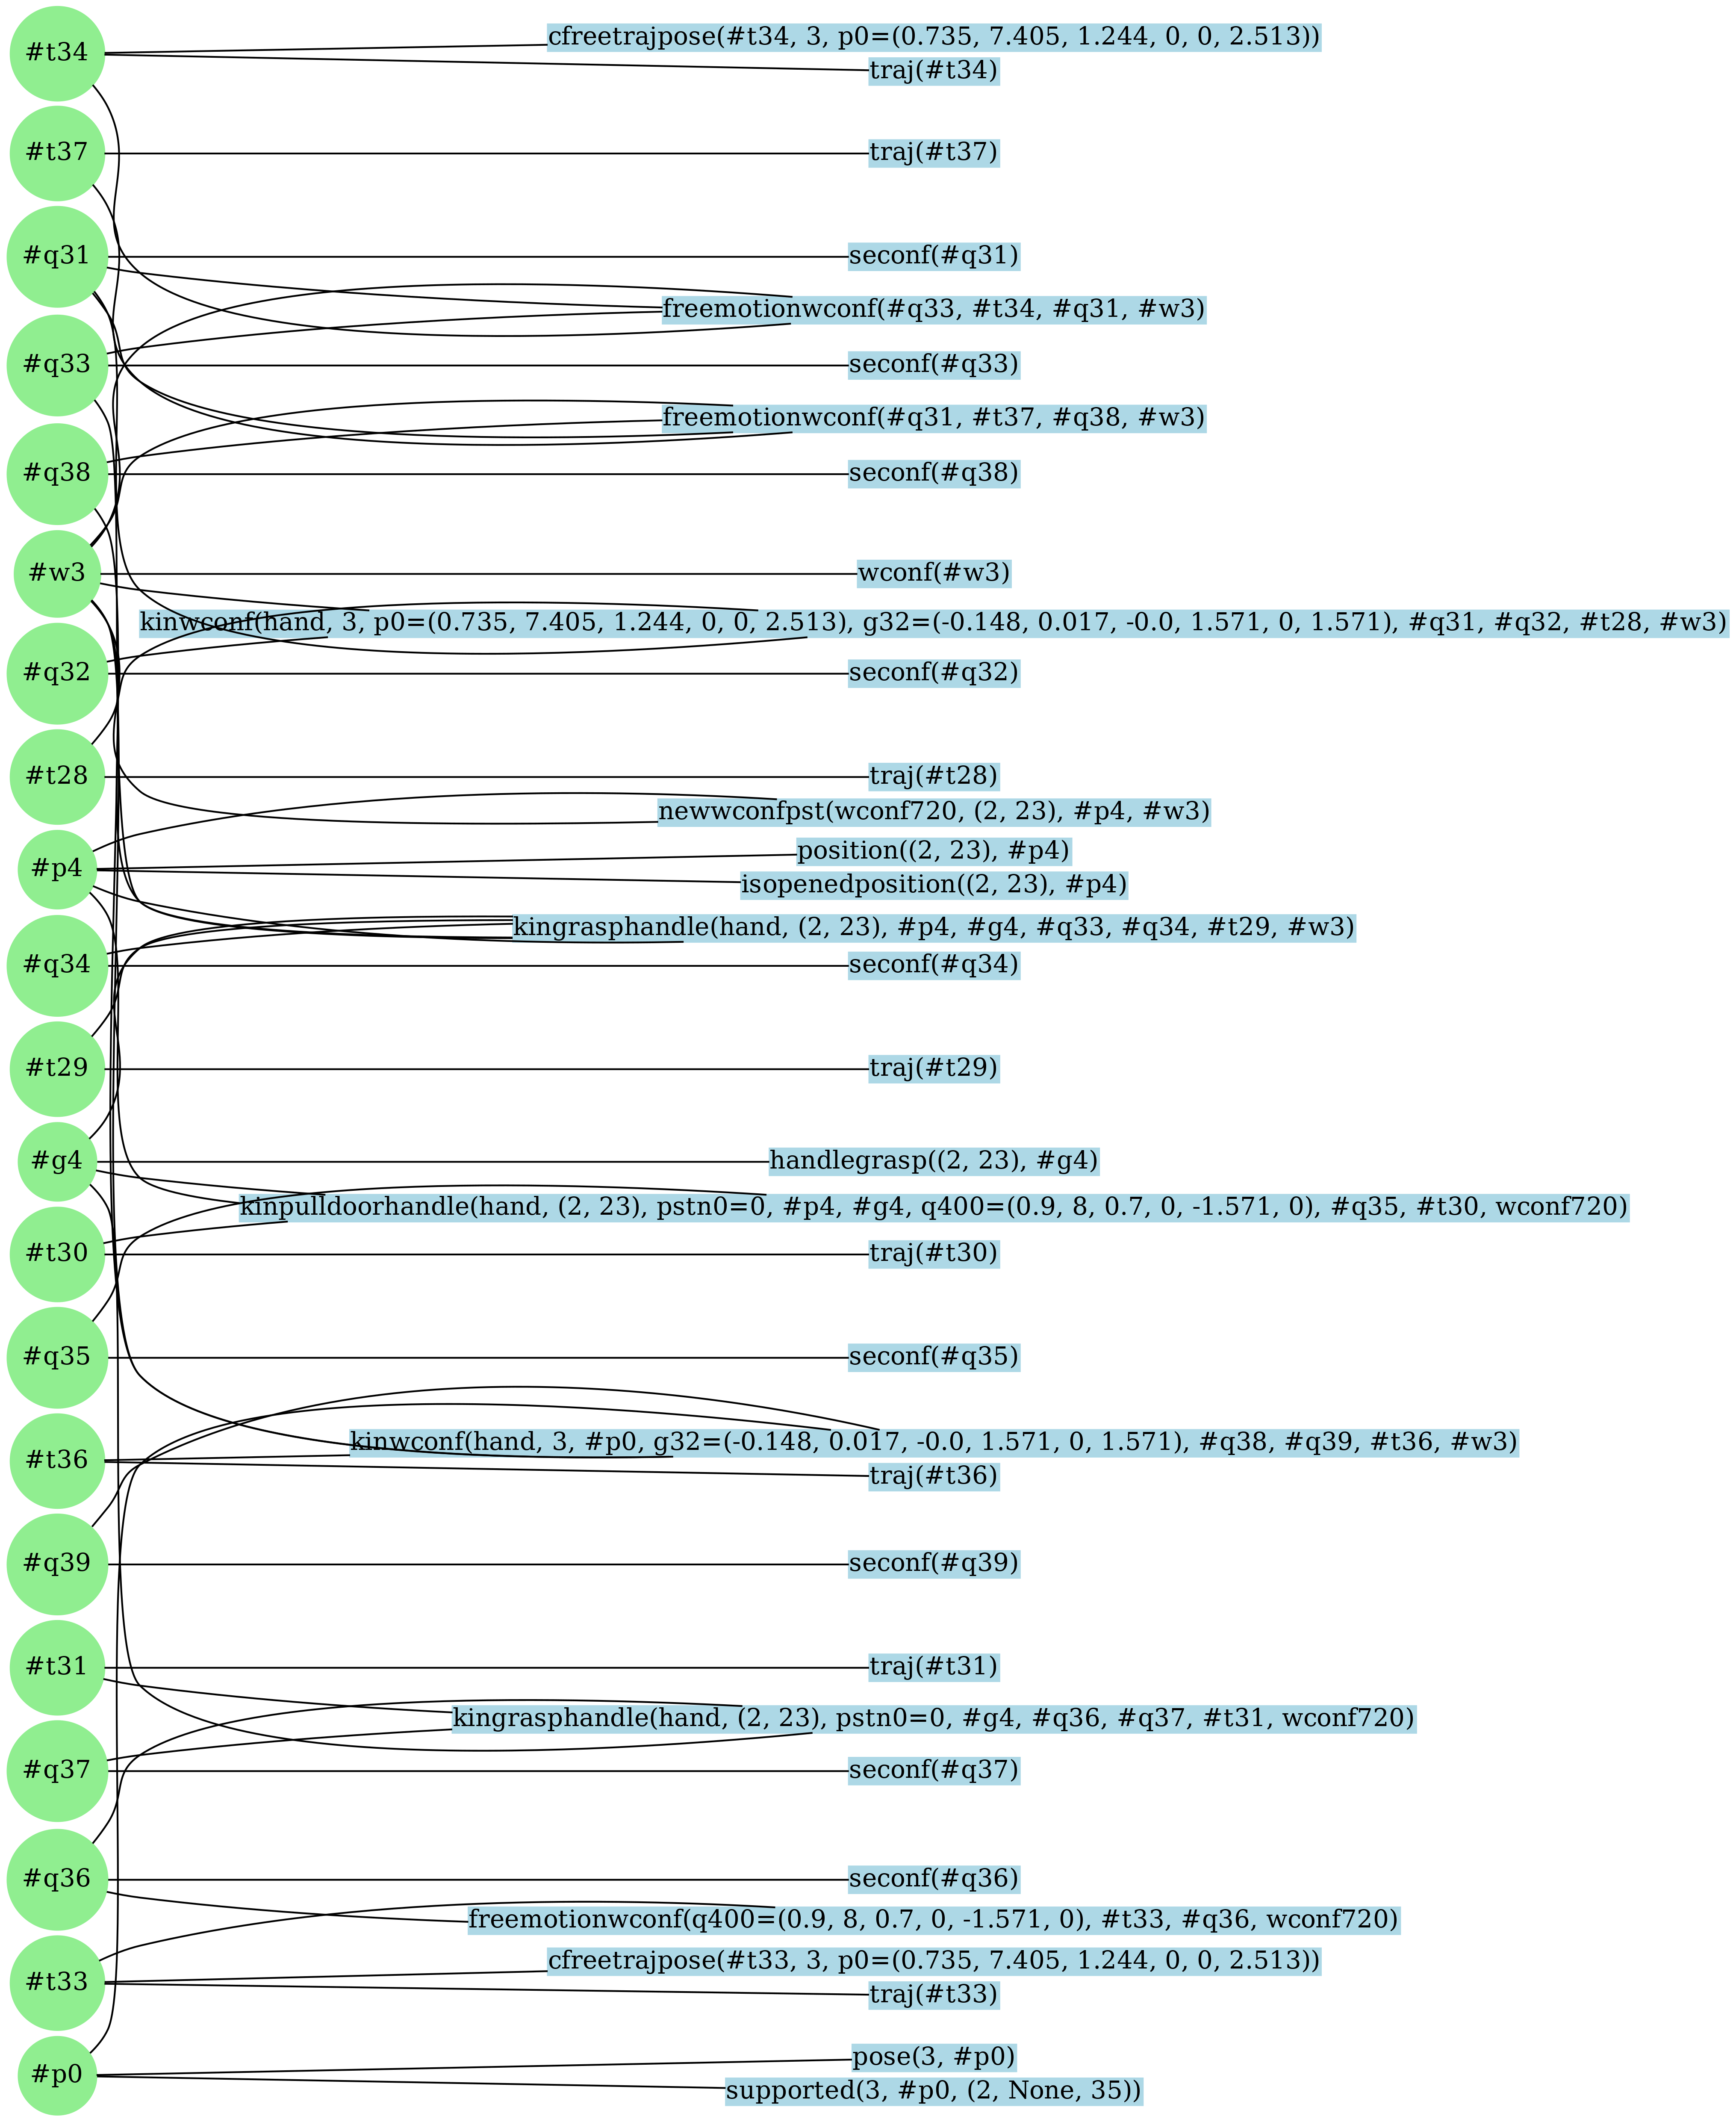 #t34
cfreetrajpose(#t34, 3, p0=(0.735, 7.405, 1.244, 0, 0, 2.513))
traj(#t34)
#t37
traj(#t37)
#q31
seconf(#q31)
freemotionwconf(#q33, #t34, #q31, #w3)
#q33
seconf(#q33)
freemotionwconf(#q31, #t37, #q38, #w3)
#q38
seconf(#q38)
#w3
wconf(#w3)
kinwconf(hand, 3, p0=(0.735, 7.405, 1.244, 0, 0, 2.513), g32=(-0.148, 0.017, -0.0, 1.571, 0, 1.571), #q31, #q32, #t28, #w3)
#q32
seconf(#q32)
#t28
traj(#t28)
newwconfpst(wconf720, (2, 23), #p4, #w3)
position((2, 23), #p4)
#p4
isopenedposition((2, 23), #p4)
kingrasphandle(hand, (2, 23), #p4, #g4, #q33, #q34, #t29, #w3)
#q34
seconf(#q34)
#t29
traj(#t29)
#g4
handlegrasp((2, 23), #g4)
kinpulldoorhandle(hand, (2, 23), pstn0=0, #p4, #g4, q400=(0.9, 8, 0.7, 0, -1.571, 0), #q35, #t30, wconf720)
#t30
traj(#t30)
#q35
seconf(#q35)
kinwconf(hand, 3, #p0, g32=(-0.148, 0.017, -0.0, 1.571, 0, 1.571), #q38, #q39, #t36, #w3)
#t36
traj(#t36)
#q39
seconf(#q39)
#t31
traj(#t31)
kingrasphandle(hand, (2, 23), pstn0=0, #g4, #q36, #q37, #t31, wconf720)
#q37
seconf(#q37)
#q36
seconf(#q36)
freemotionwconf(q400=(0.9, 8, 0.7, 0, -1.571, 0), #t33, #q36, wconf720)
cfreetrajpose(#t33, 3, p0=(0.735, 7.405, 1.244, 0, 0, 2.513))
#t33
traj(#t33)
pose(3, #p0)
#p0
supported(3, #p0, (2, None, 35))